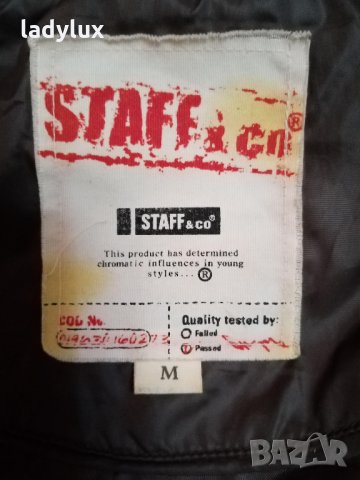 ladylux
STAFF & co®
STAFF & co®
This product has determined
chromatic influences in young
styles... ®
COD No
Quality tested by:
Failed
Passed
M
BAZAR